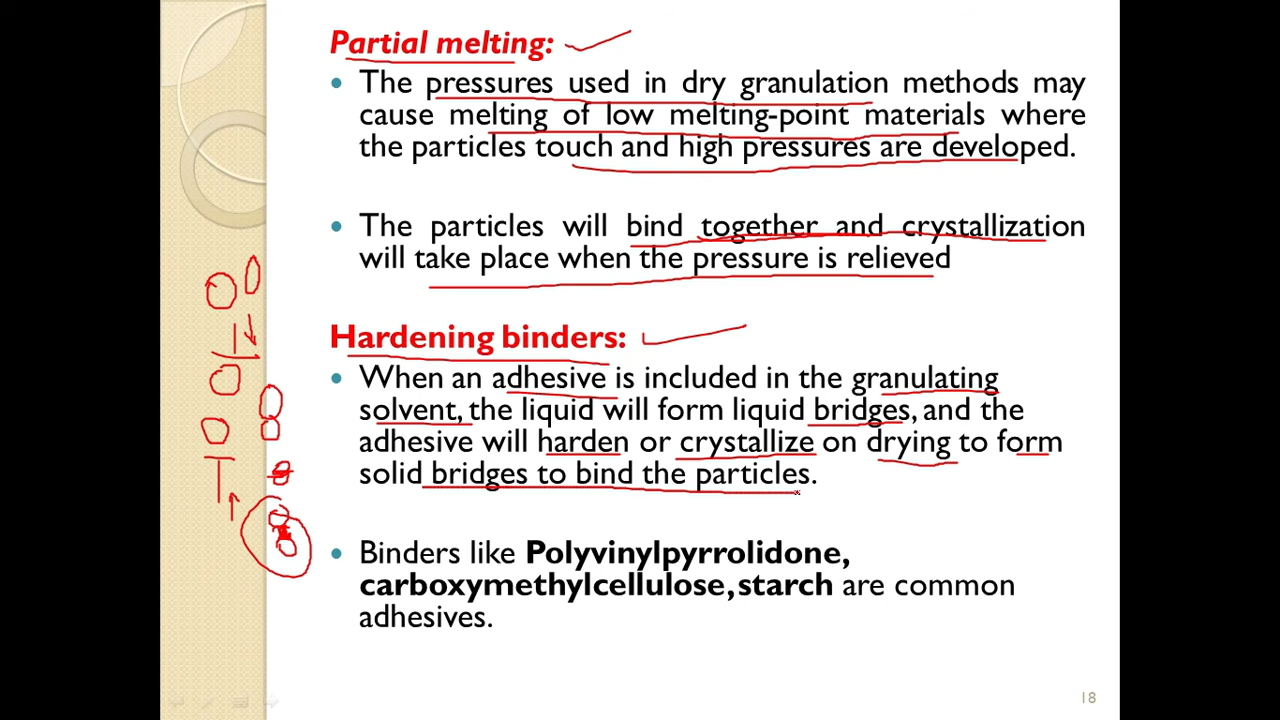 Partial melting:
• The pressures used in dry granulation methods may
cause melting of low melting-point materials where
the particles touch and high pressures are developed.
• The particles will bind together and crystallization
will take place when the pressure is relieved
Hardening binders:
• When an adhesive is included in the granulating
solvent, the liquid will form liquid bridges, and the
adhesive will harden or crystallize on drying to form
solid bridges to bind the particles.
• Binders like Polyvinylpyrrolidone,
carboxymethylcellulose, starch are common
adhesives.
18